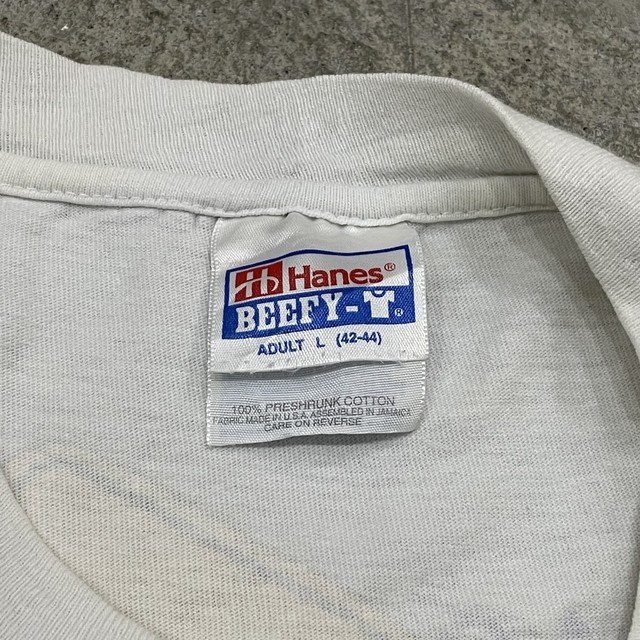 Hanes®
BEEFY-T®
ADULT L (42-44)
100% PRESHRUNK COTTON
FABRIC MADE IN U.S.A. ASSEMBLED IN JAMAICA
CARE ON REVERSE